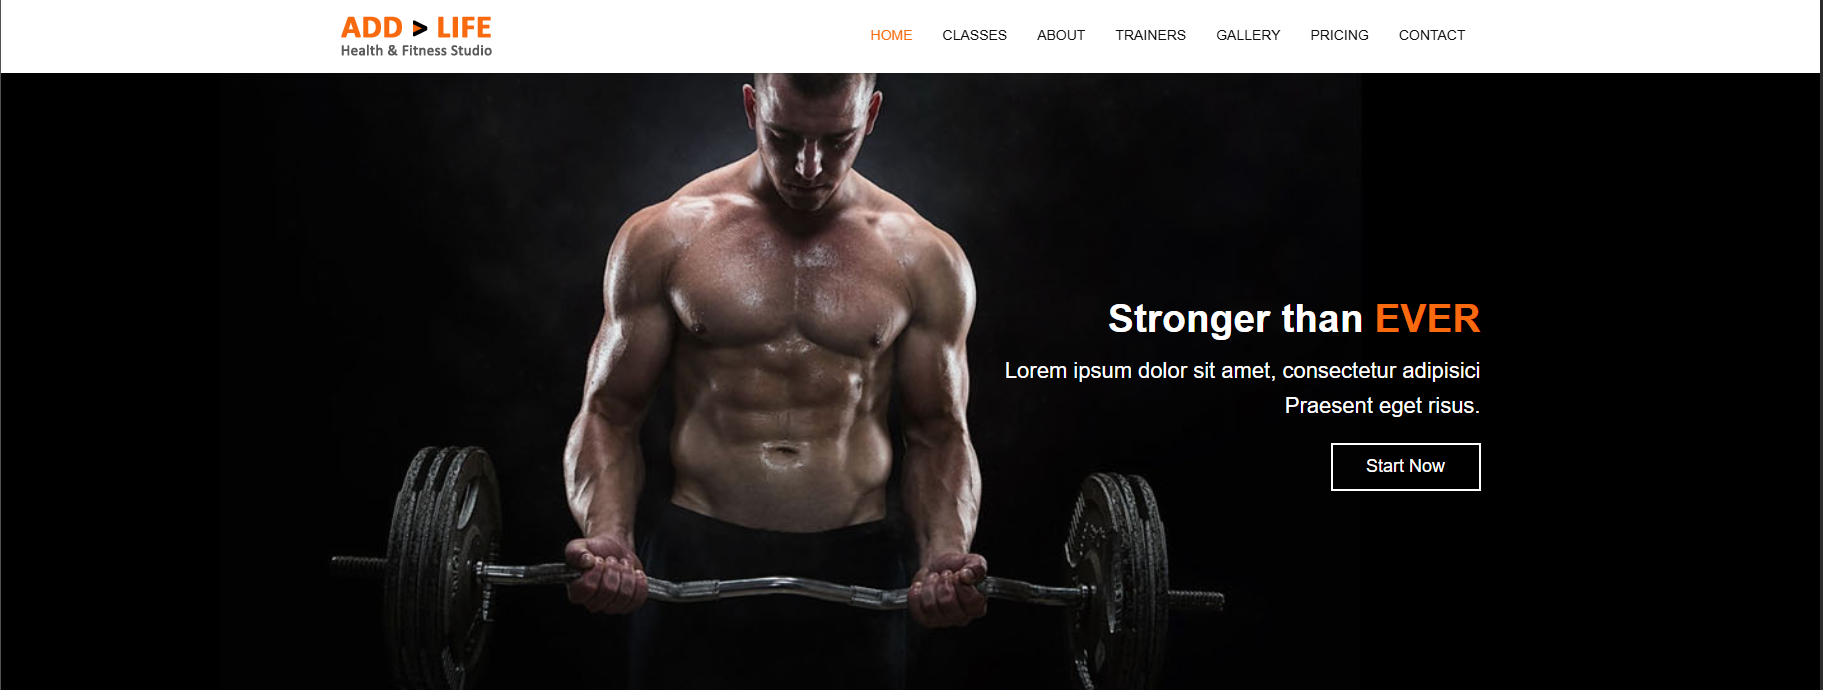 ADD > LIFE
Health & Fitness Studio
HOME CLASSES ABOUT TRAINERS GALLERY PRICING CONTACT
Stronger than EVER
Lorem ipsum dolor sit amet, consectetur adipisici
Praesent eget risus.
Start Now